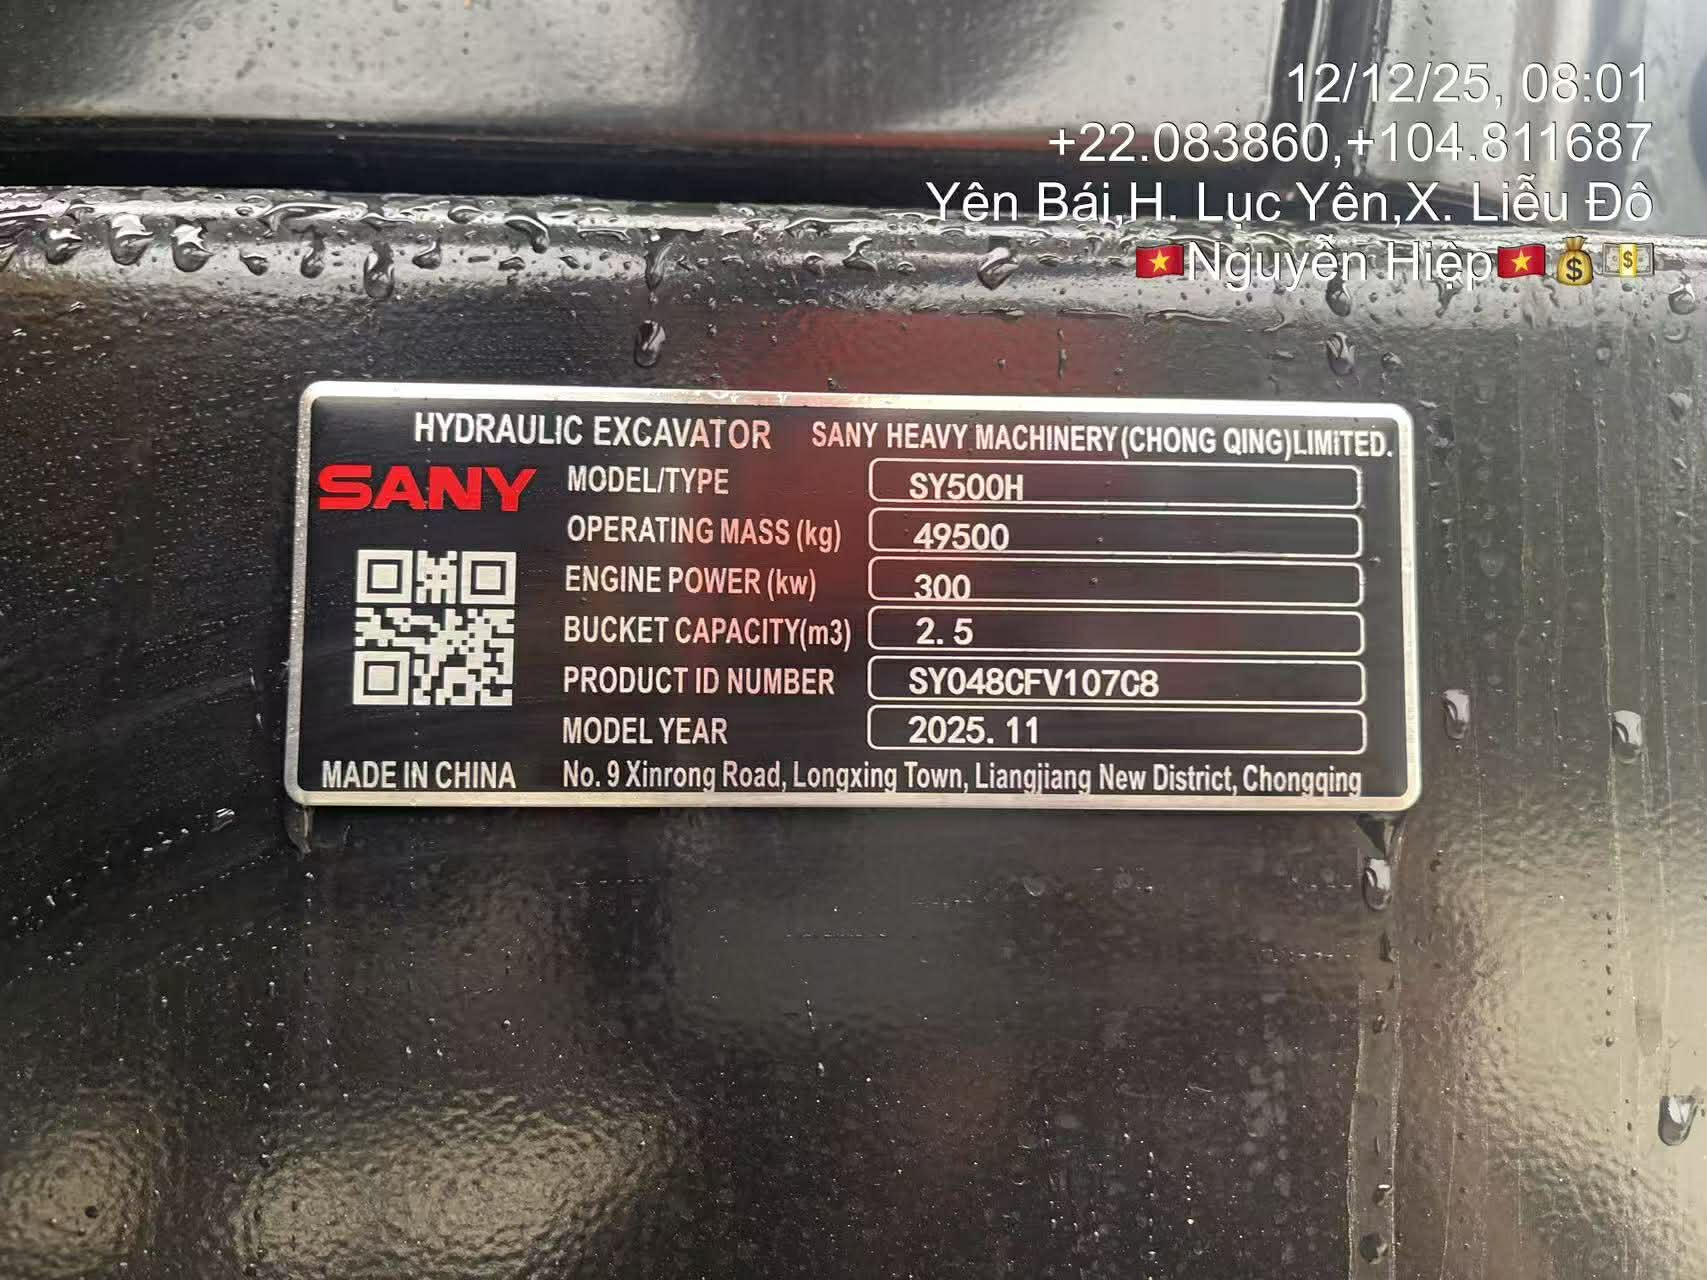 12/12/25, 08:01
+22.083860,+104.811687
Yên Bái,H. Lục Yên,X. Liễu Đô
🇻🇳Nguyễn Hiệp🇻🇳💰💵
HYDRAULIC EXCAVATOR SANY HEAVY MACHINERY(CHONG QING)LIMITED.
SANY
MODEL/TYPE SY500H
OPERATING MASS (kg) 49500
ENGINE POWER (kw) 300
BUCKET CAPACITY(m3) 2.5
PRODUCT ID NUMBER SY048CFV107C8
MODEL YEAR 2025.11
MADE IN CHINA No. 9 Xinrong Road, Longxing Town, Liangjiang New District, Chongqing